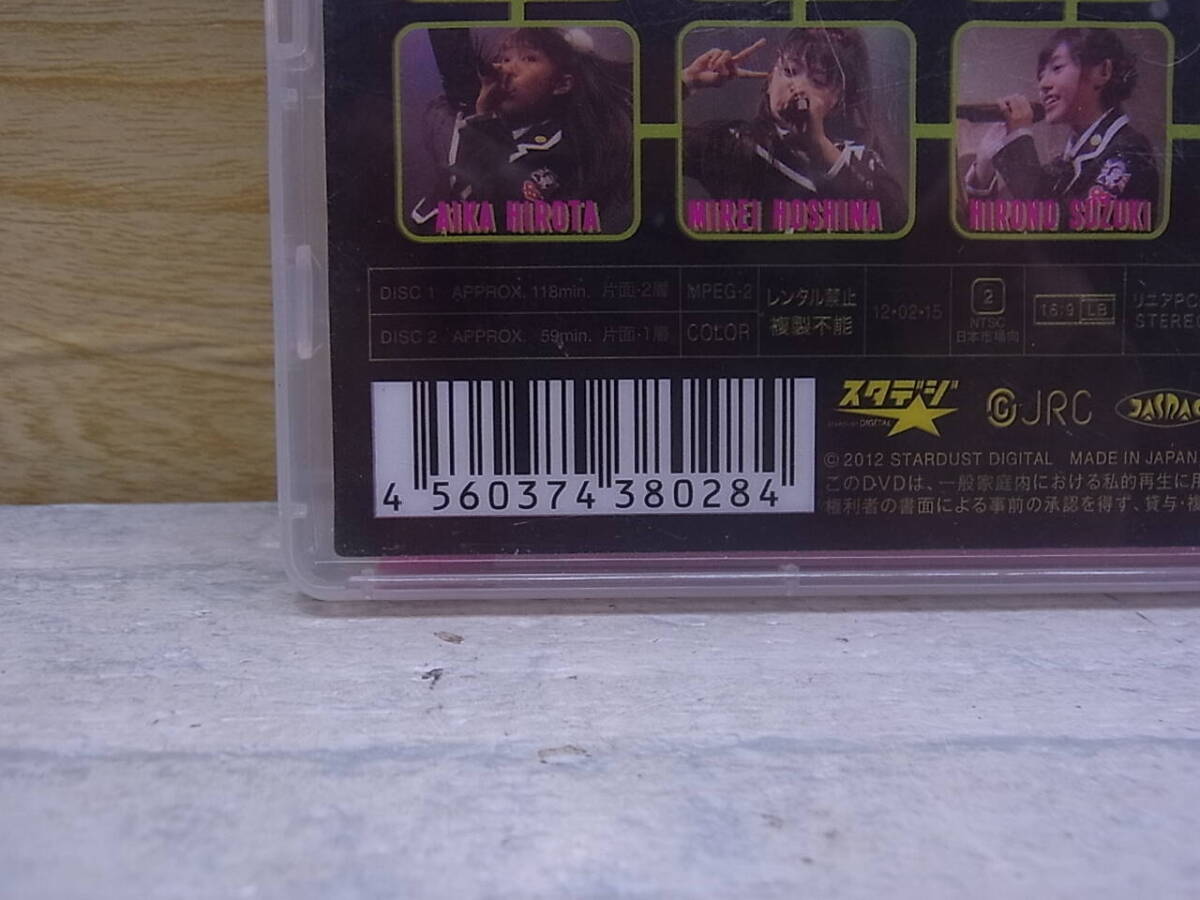 AIKA HIROTA
MIREI HOSHINA
HIRONO SUZUKI
DISC 1 APPROX. 118min. 片面・2層
DISC 2 APPROX. 59min. 片面・1層
MPEG-2
COLOR
レンタル禁止
複製不能
12・02・15
2
NTSC
日本市場向
16:9 LB
リニアPC
STERE
スタデジ
DIGITAL
JRC
JASRAC
© 2012 STARDUST DIGITAL MADE IN JAPAN.
このDVDは、一般家庭内における私的再生に用
権利者の書面による事前の承認を得ず、貸与・複
4 560374 380284